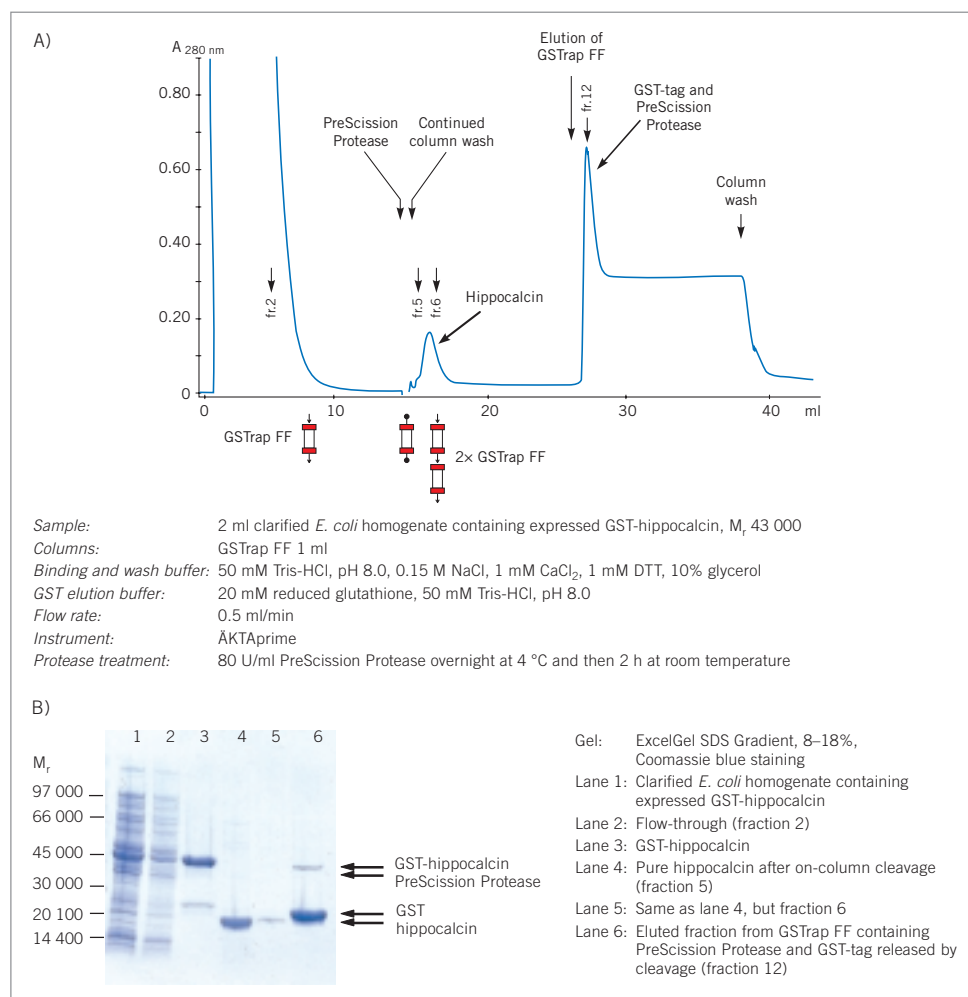 A)
A 280 nm
0.80
0.60
0.40
0.20
0
0
10
20
30
40
ml
fr.2
PreScission
Protease
Continued
column wash
fr.5
fr.6
Hippocalcin
Elution of
GSTrap FF
fr.12
GST-tag and
PreScission
Protease
Column
wash
GSTrap FF
2× GSTrap FF
Sample: 2 ml clarified E. coli homogenate containing expressed GST-hippocalcin, Mr 43 000
Columns: GSTrap FF 1 ml
Binding and wash buffer: 50 mM Tris-HCl, pH 8.0, 0.15 M NaCl, 1 mM CaCl2, 1 mM DTT, 10% glycerol
GST elution buffer: 20 mM reduced glutathione, 50 mM Tris-HCl, pH 8.0
Flow rate: 0.5 ml/min
Instrument: ÄKTAprime
Protease treatment: 80 U/ml PreScission Protease overnight at 4 °C and then 2 h at room temperature
B)
1 2 3 4 5 6
Mr
97 000
66 000
45 000
30 000
20 100
14 400
GST-hippocalcin
PreScission Protease
GST
hippocalcin
Gel: ExcelGel SDS Gradient, 8–18%,
Coomassie blue staining
Lane 1: Clarified E. coli homogenate containing
expressed GST-hippocalcin
Lane 2: Flow-through (fraction 2)
Lane 3: GST-hippocalcin
Lane 4: Pure hippocalcin after on-column cleavage
(fraction 5)
Lane 5: Same as lane 4, but fraction 6
Lane 6: Eluted fraction from GSTrap FF containing
PreScission Protease and GST-tag released by
cleavage (fraction 12)